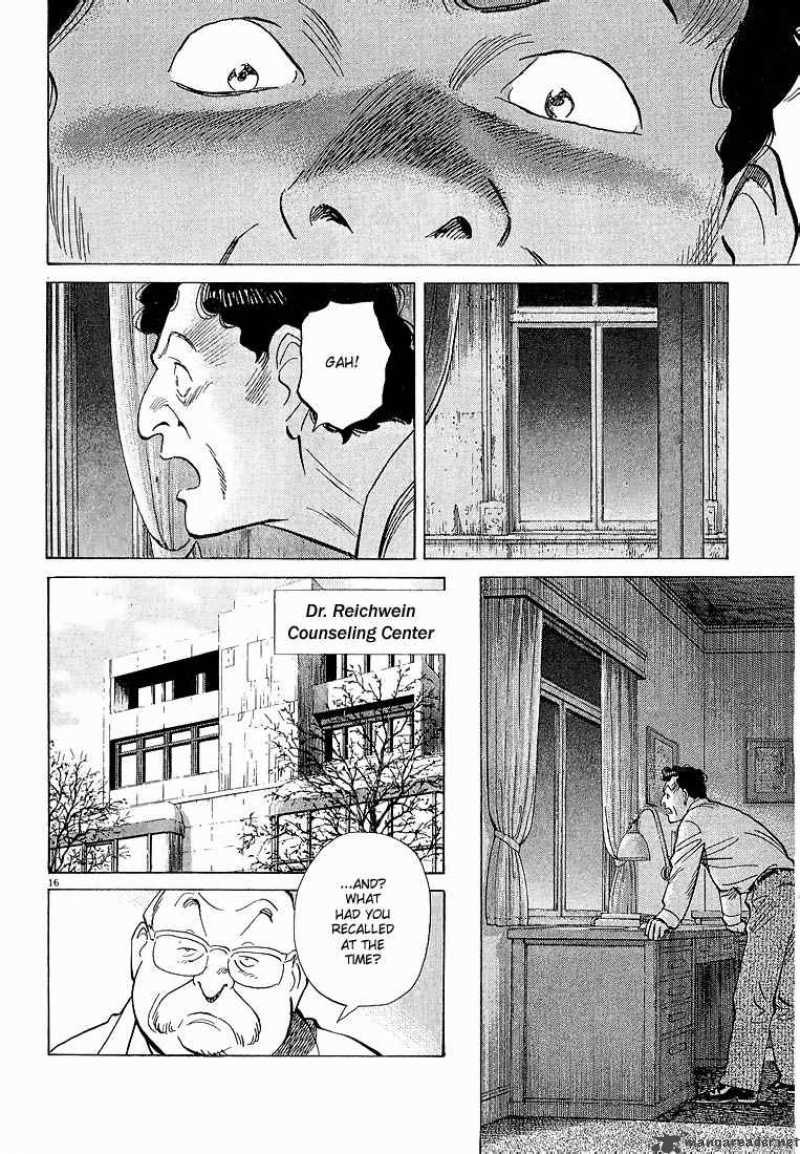 GAH!
Dr. Reichwein
Counseling Center
16
...AND?
WHAT
HAD YOU
RECALLED
AT THE
TIME?
mangareader.net